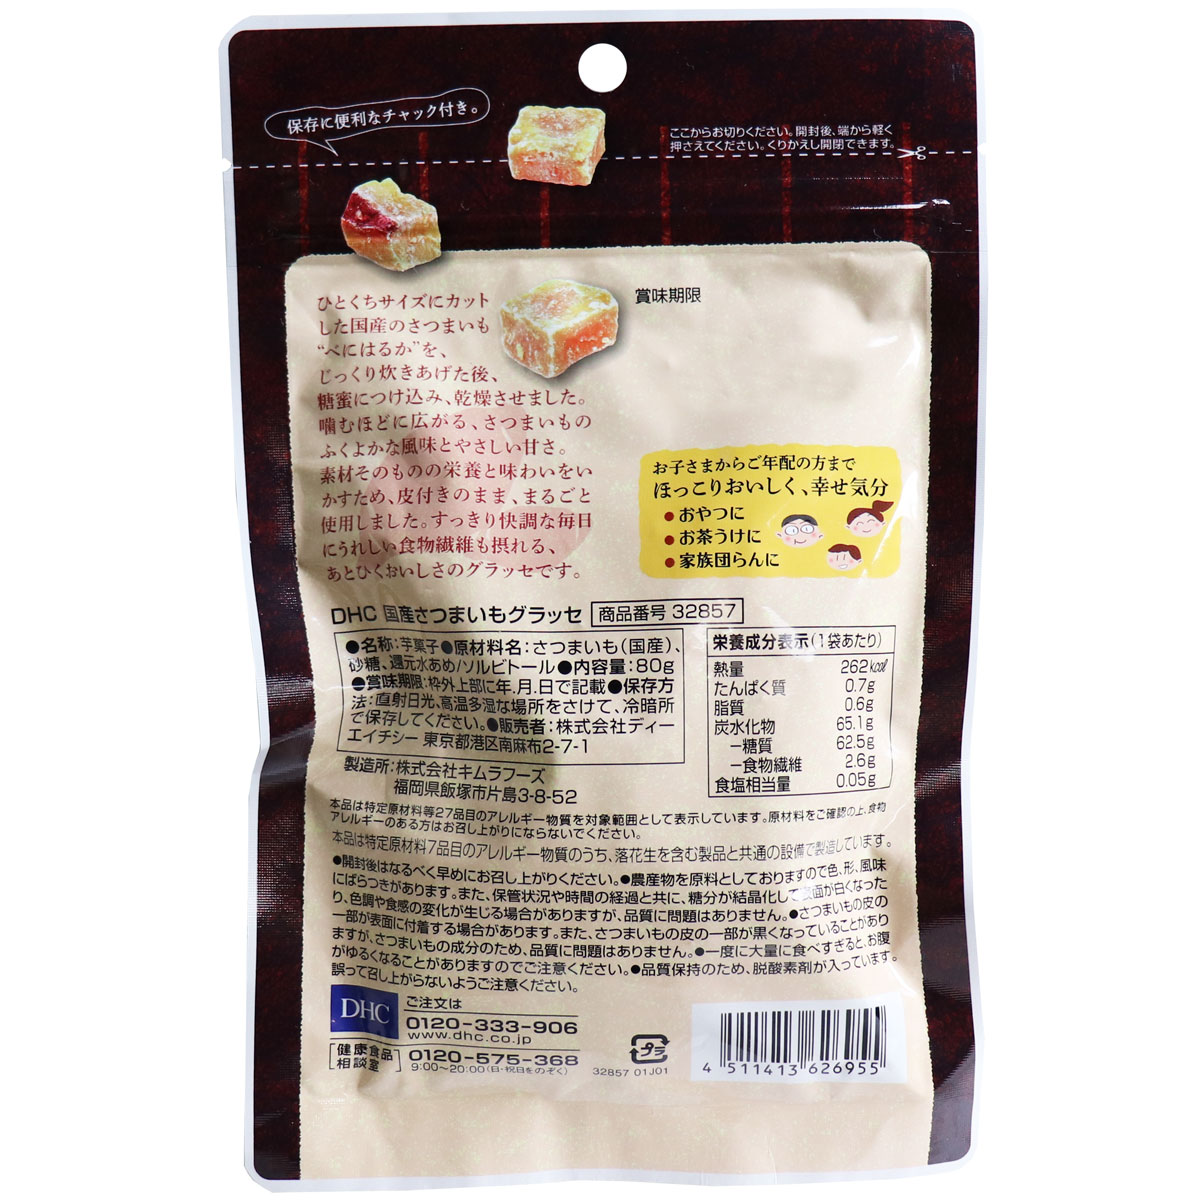 保存に便利なチャック付き。
ここからお切りください。開封後、端から軽く
押さえてください。くりかえし開閉できます。
賞味期限
ひとくちサイズにカット
した国産のさつまいも
“べにはるか”を、
じっくり炊きあげた後、
糖蜜につけ込み、乾燥させました。
噛むほどに広がる、さつまいもの
ふくよかな風味とやさしい甘さ。
素材そのものの栄養と味わいをい
かすため、皮付きのまま、まるごと
使用しました。すっきり快調な毎日
にうれしい食物繊維も摂れる、
あとひくおいしさのグラッセです。
お子さまからご年配の方まで
ほっこりおいしく、幸せ気分
●おやつに
●お茶うけに
●家族団らんに
DHC 国産さつまいもグラッセ 商品番号 32857
●名称:芋菓子●原材料名:さつまいも(国産)、
砂糖、還元水あめ/ソルビトール●内容量:80g
●賞味期限:枠外上部に年.月.日で記載●保存方
法:直射日光、高温多湿な場所をさけて、冷暗所
で保存してください。●販売者:株式会社ディー
エイチシー 東京都港区南麻布2-7-1
製造所:株式会社キムラフーズ
福岡県飯塚市片島3-8-52
栄養成分表示(1袋あたり)
熱量 262kcal
たんぱく質 0.7g
脂質 0.6g
炭水化物 65.1g
−糖質 62.5g
−食物繊維 2.6g
食塩相当量 0.05g
本品は特定原材料等27品目のアレルギー物質を対象範囲として表示しています。原材料をご確認の上、食物
アレルギーのある方はお召し上がりにならないでください。
本品は特定原材料7品目のアレルギー物質のうち、落花生を含む製品と共通の設備で製造しています。
●開封後はなるべく早めにお召し上がりください。●農産物を原料としておりますので色、形、風味
にばらつきがあります。また、保管状況や時間の経過と共に、糖分が結晶化して表面が白くなった
り、色調や食感の変化が生じる場合がありますが、品質に問題はありません。●さつまいもの皮の
一部が表面に付着する場合があります。また、さつまいもの皮の一部が黒くなっていることがあり
ますが、さつまいもの成分のため、品質に問題はありません。●一度に大量に食べすぎると、お腹
がゆるくなることがありますのでご注意ください。●品質保持のため、脱酸素剤が入っています。
誤って召し上がらないようご注意ください。
DHC ご注文は
0120-333-906
www.dhc.co.jp
健康食品
相談室
0120-575-368
9:00〜20:00(日・祝日をのぞく)
プラ
32857 01J01
4 511413 626955